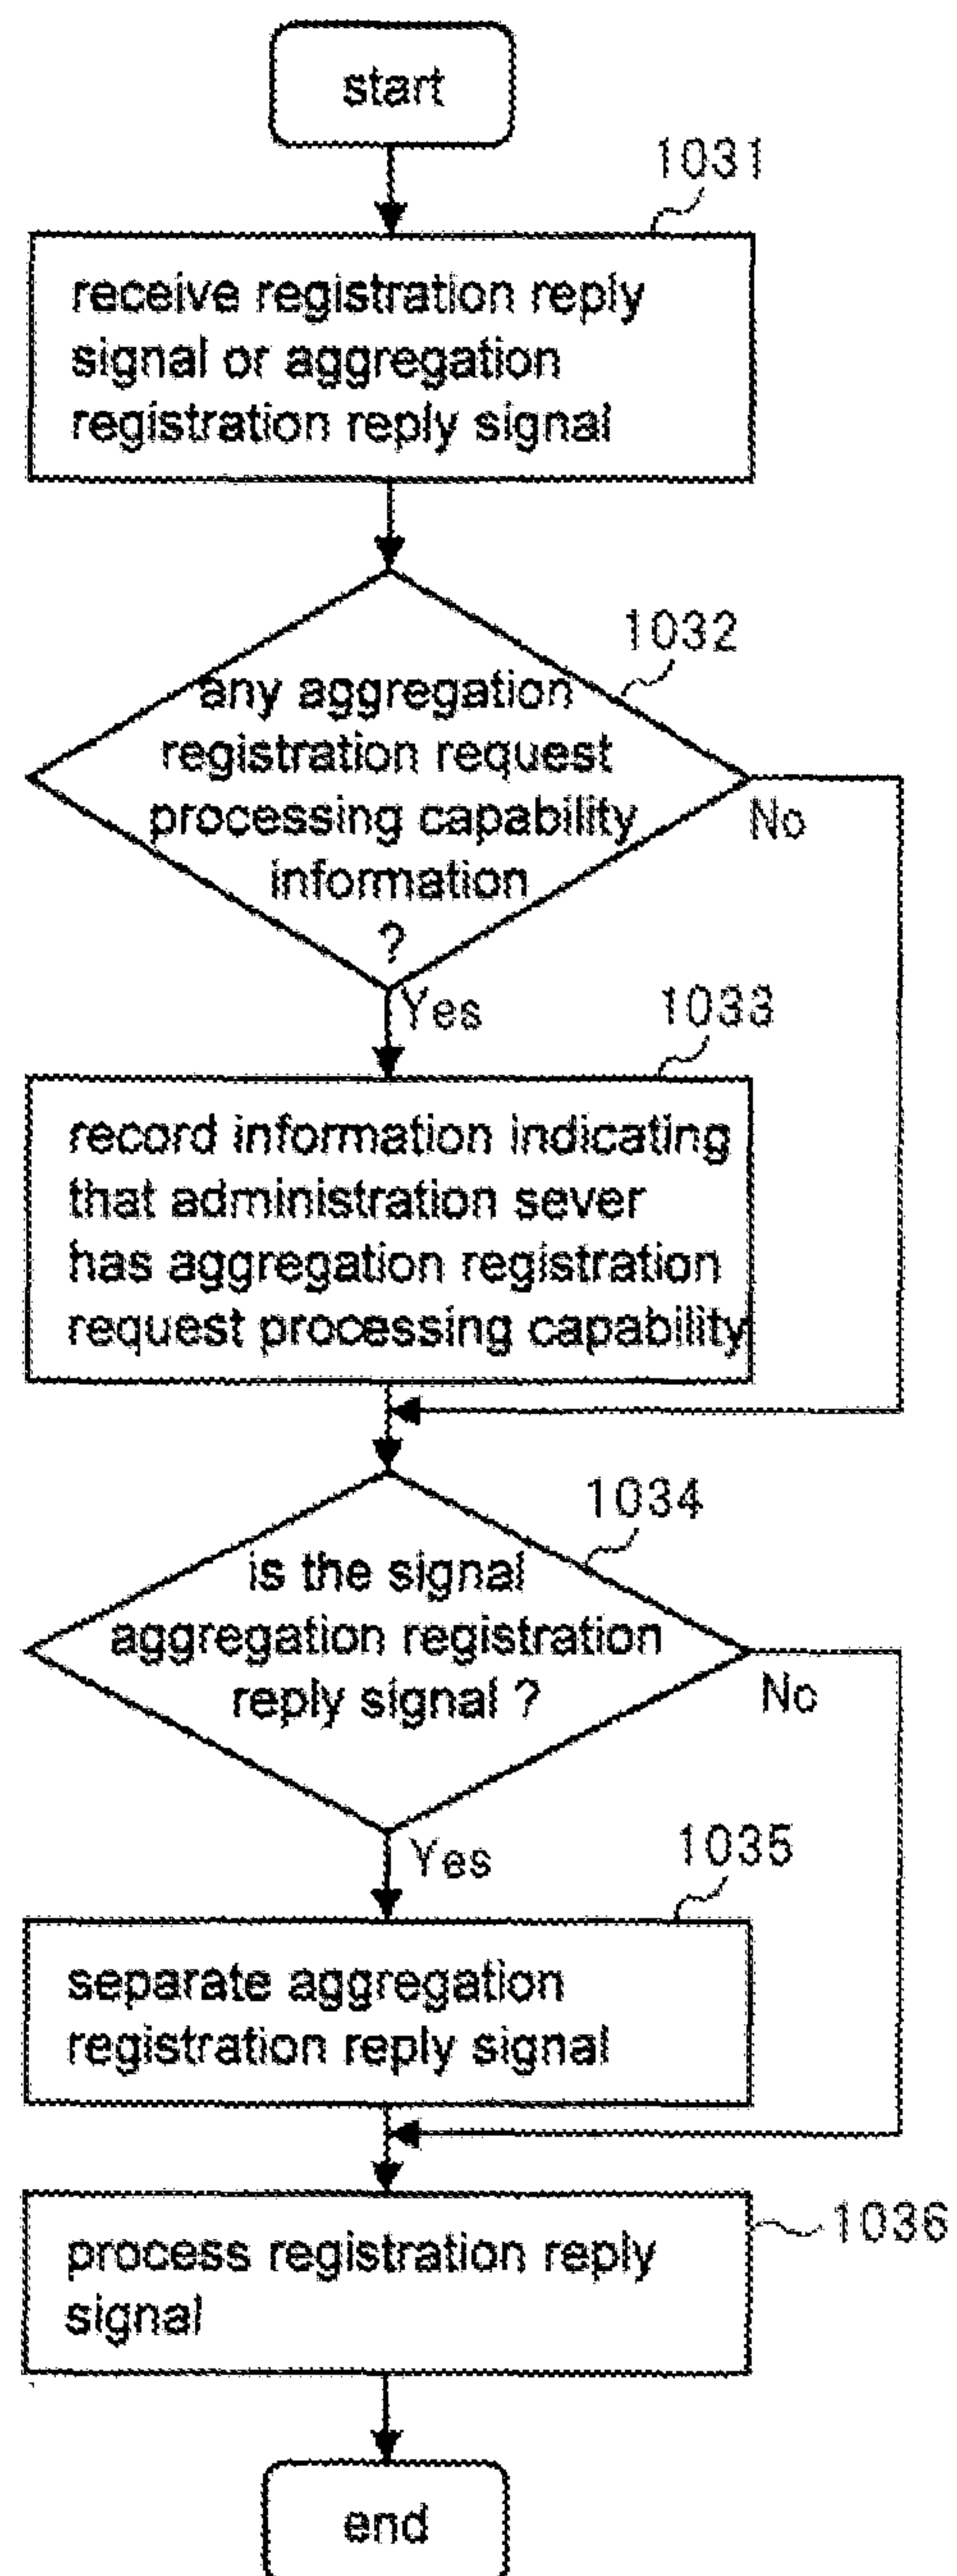 start
1031
receive registration reply
signal or aggregation
registration reply signal
1032
any aggregation
registration request
processing capability
information
?
No
Yes
1033
record information indicating
that administration sever
has aggregation registration
request processing capability
1034
is the signal
aggregation registration
reply signal ?
No
Yes
1035
separate aggregation
registration reply signal
1036
process registration reply
signal
end